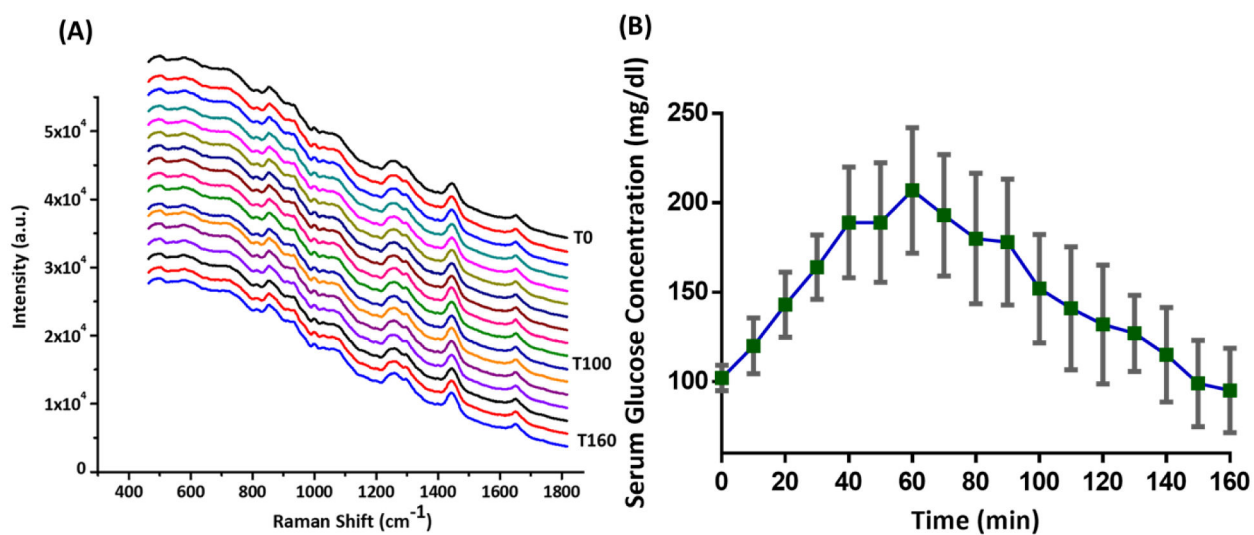 (A)
Intensity (a.u.)
5x10⁴
4x10⁴
3x10⁴
2x10⁴
1x10⁴
0
400 600 800 1000 1200 1400 1600 1800
Raman Shift (cm⁻¹)
T0
T100
T160
(B)
Serum Glucose Concentration (mg/dl)
250
200
150
100
0 20 40 60 80 100 120 140 160
Time (min)